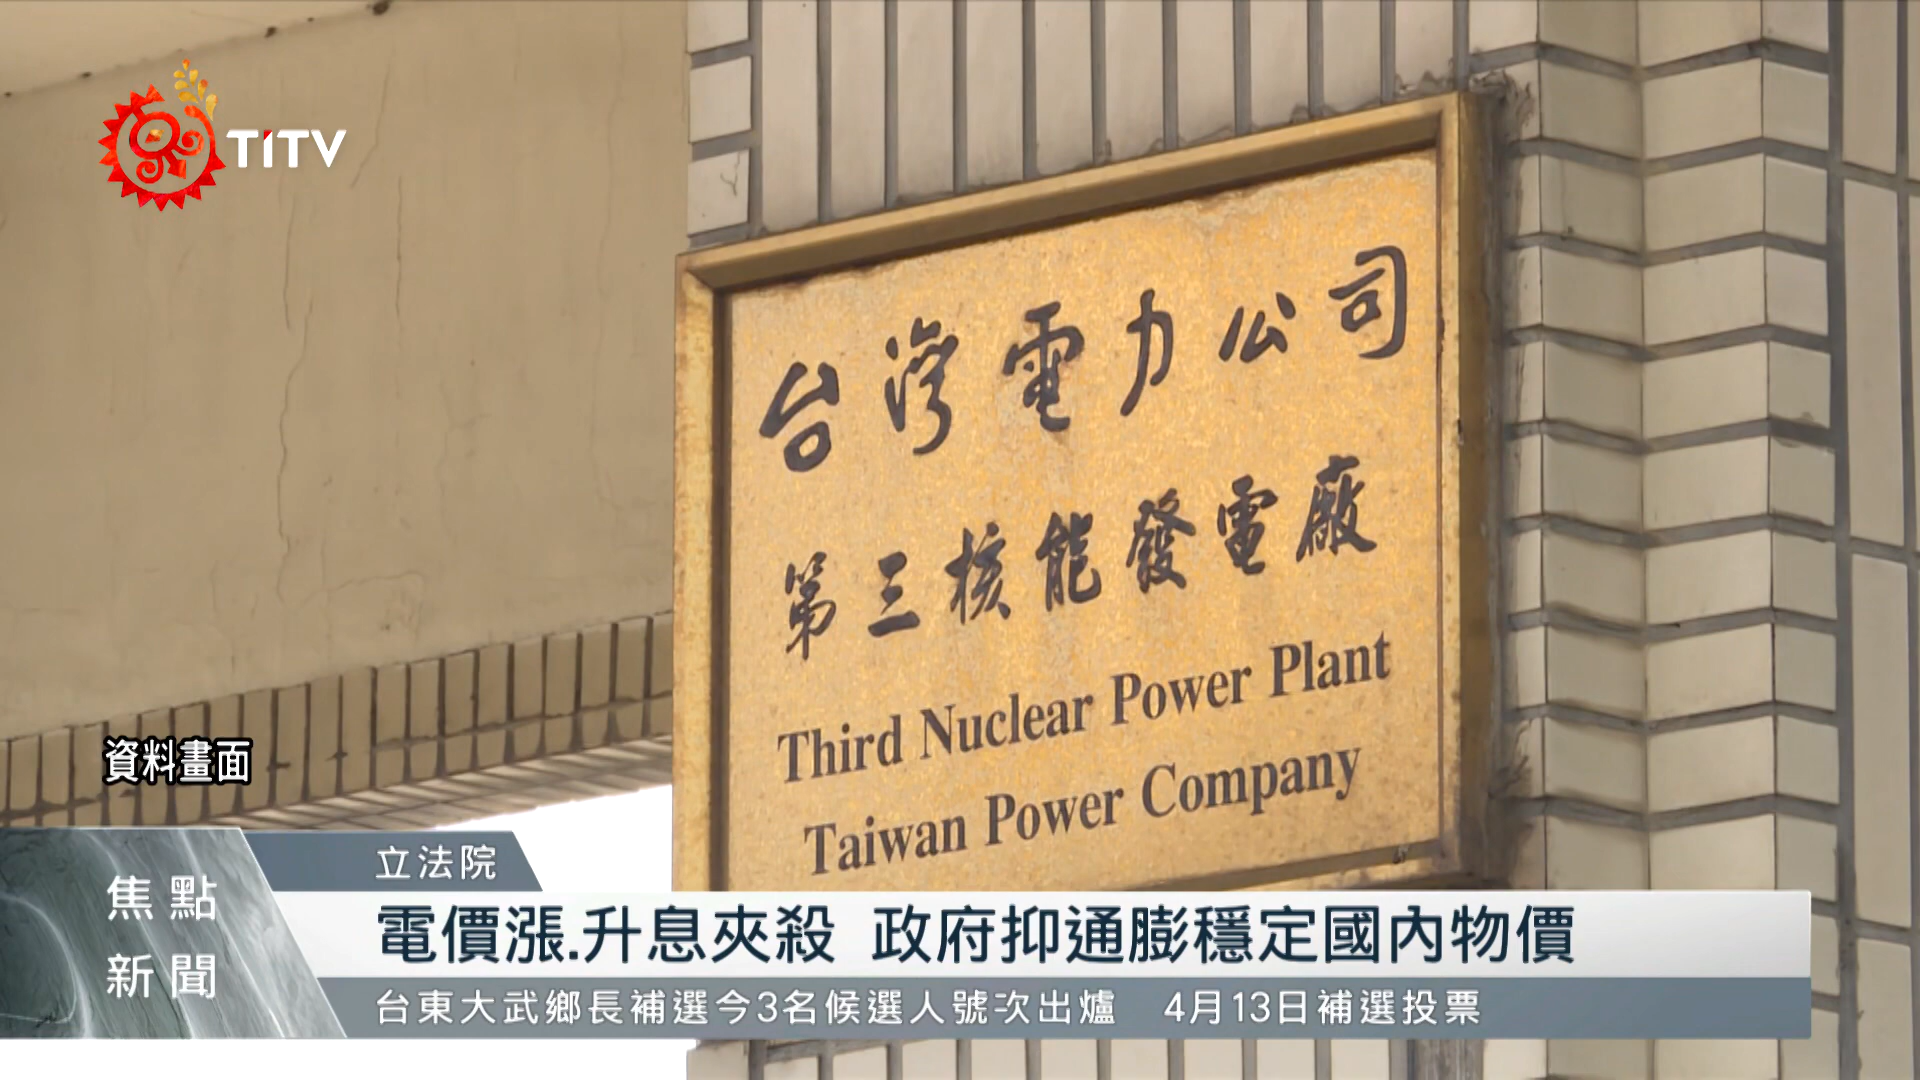 TiTV
台灣電力公司
第三核能發電廠
Third Nuclear Power Plant
Taiwan Power Company
資料畫面
立法院
焦點
新聞
電價漲.升息夾殺 政府抑通膨穩定國內物價
台東大武鄉長補選今3名候選人號次出爐 4月13日補選投票